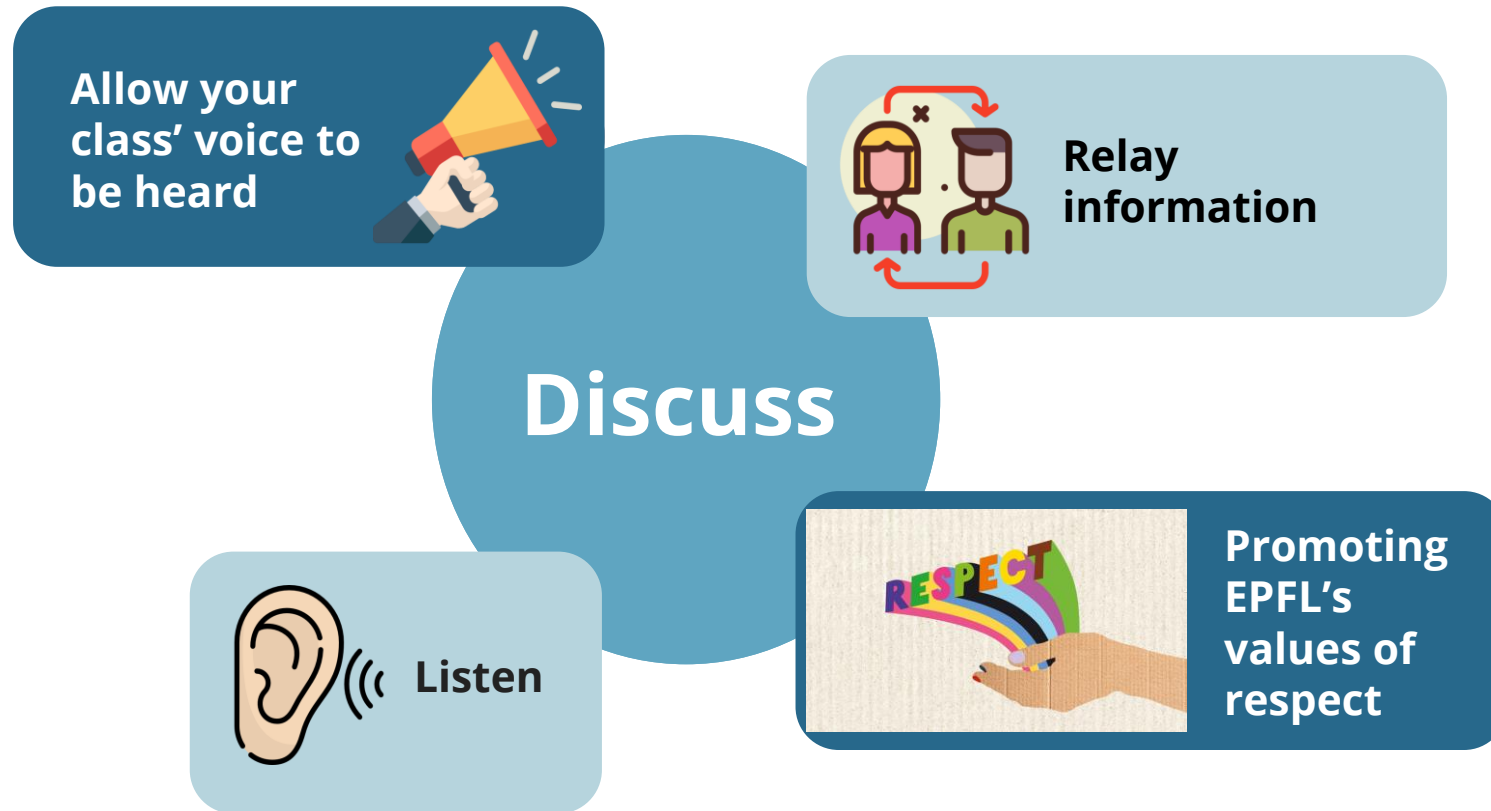 Allow your
class’ voice to
be heard
Relay
information
Discuss
Listen
RESPECT
Promoting
EPFL’s
values of
respect